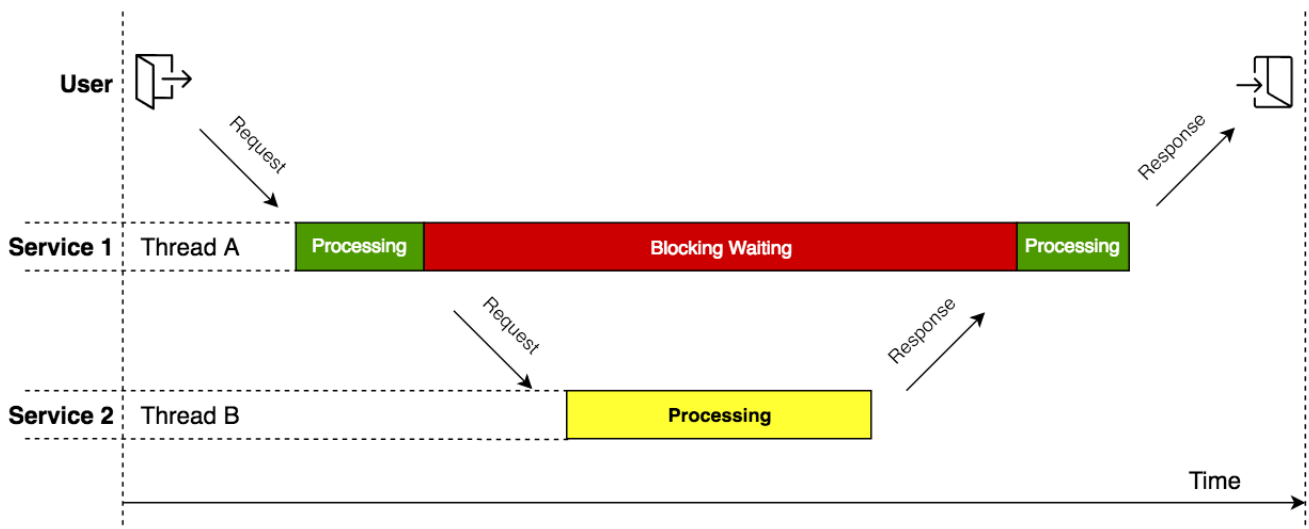 User
Request
Response
Service 1
Thread A
Processing
Blocking Waiting
Processing
Request
Response
Service 2
Thread B
Processing
Time